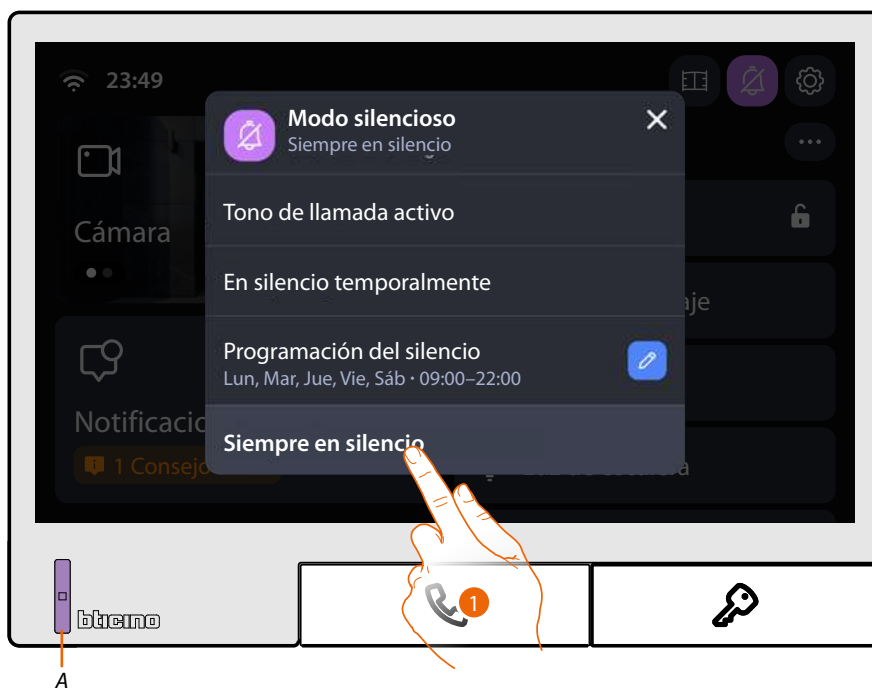 23:49
Modo silencioso
Siempre en silencio
Cámara
Tono de llamada activo
En silencio temporalmente
aje
Programación del silencio
Lun, Mar, Jue, Vie, Sáb · 09:00–22:00
Notificacio
Siempre en silencio
1 Consejo
a
1
bticino
A